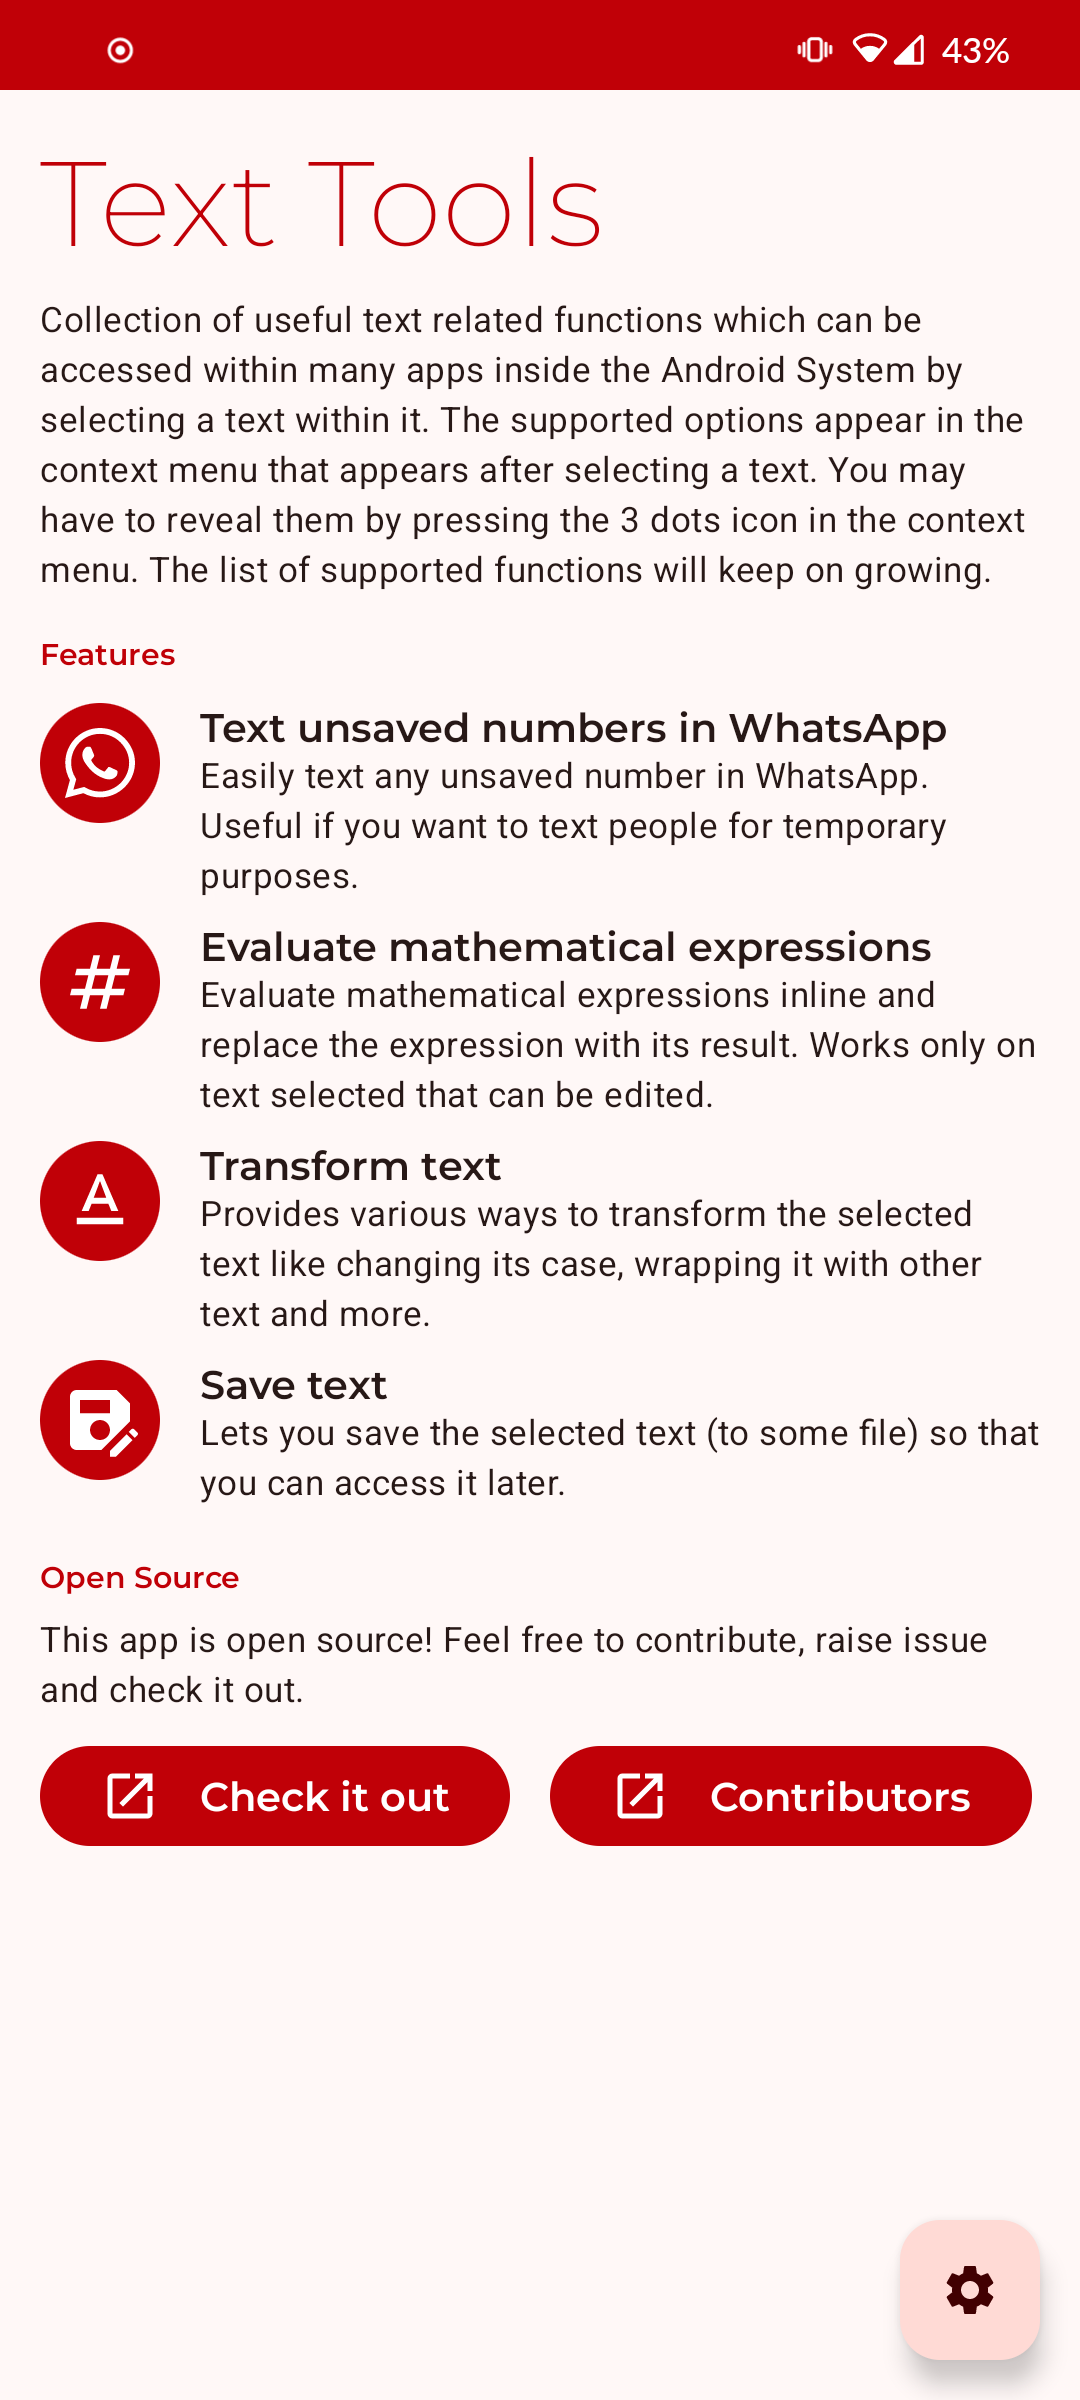 43%
Text Tools
Collection of useful text related functions which can be
accessed within many apps inside the Android System by
selecting a text within it. The supported options appear in the
context menu that appears after selecting a text. You may
have to reveal them by pressing the 3 dots icon in the context
menu. The list of supported functions will keep on growing.
Features
Text unsaved numbers in WhatsApp
Easily text any unsaved number in WhatsApp.
Useful if you want to text people for temporary
purposes.
Evaluate mathematical expressions
Evaluate mathematical expressions inline and
replace the expression with its result. Works only on
text selected that can be edited.
Transform text
Provides various ways to transform the selected
text like changing its case, wrapping it with other
text and more.
Save text
Lets you save the selected text (to some file) so that
you can access it later.
Open Source
This app is open source! Feel free to contribute, raise issue
and check it out.
Check it out
Contributors